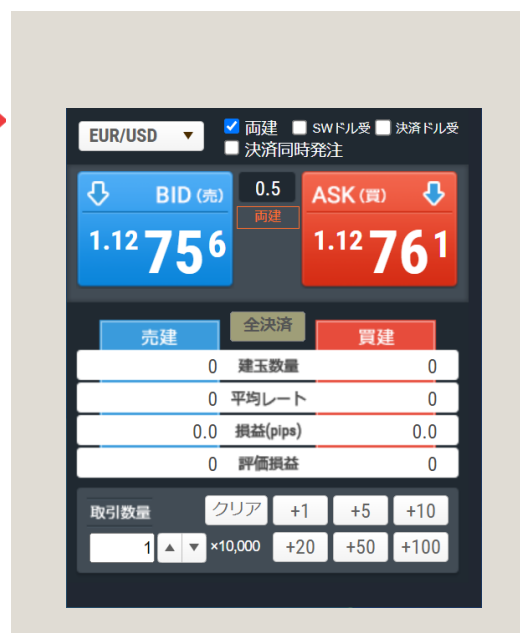 EUR/USD ▼ 両建 SWドル受 決済ドル受
決済同時発注
BID (売) 0.5 ASK (買)
両建
1.12 75 6 1.12 76 1
売建 全決済 買建
0 建玉数量 0
0 平均レート 0
0.0 損益(pips) 0.0
0 評価損益 0
取引数量 クリア +1 +5 +10
1 ▲ ▼ ×10,000 +20 +50 +100